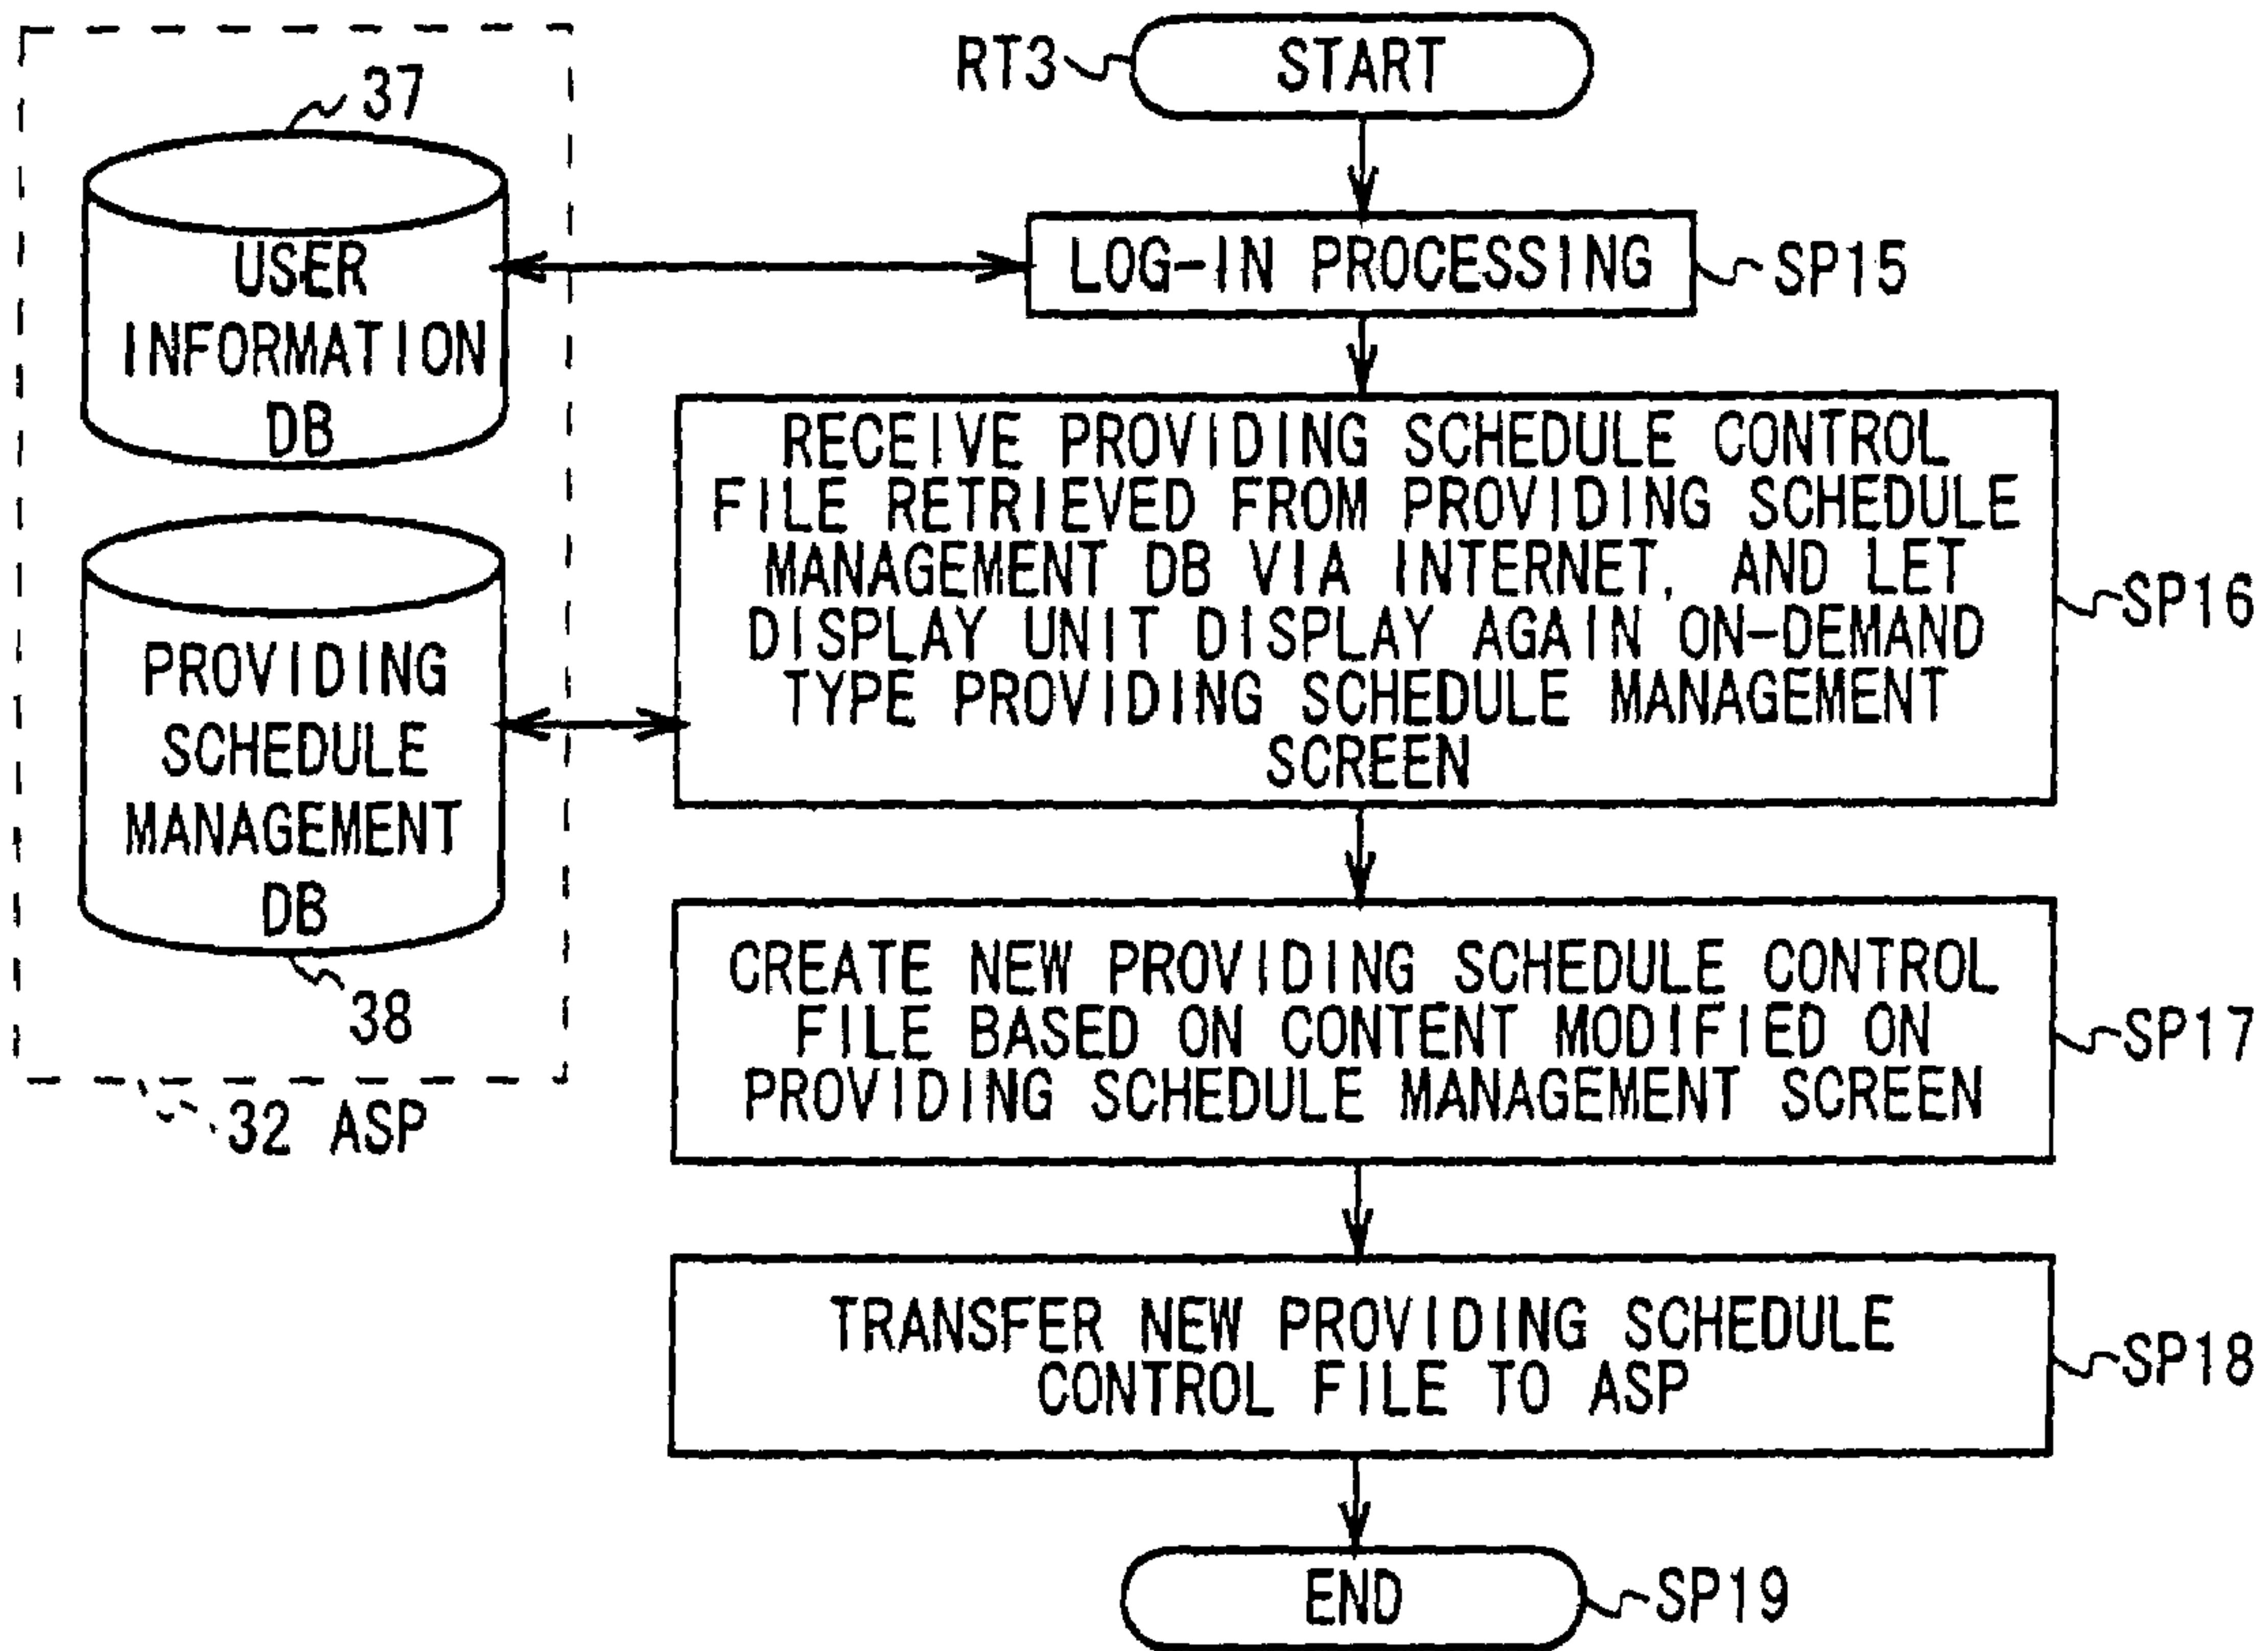 RT3
START
37
USER
INFORMATION
DB
LOG-IN PROCESSING
SP15
RECEIVE PROVIDING SCHEDULE CONTROL
FILE RETRIEVED FROM PROVIDING SCHEDULE
MANAGEMENT DB VIA INTERNET, AND LET
DISPLAY UNIT DISPLAY AGAIN ON-DEMAND
TYPE PROVIDING SCHEDULE MANAGEMENT
SCREEN
SP16
PROVIDING
SCHEDULE
MANAGEMENT
DB
38
32 ASP
CREATE NEW PROVIDING SCHEDULE CONTROL
FILE BASED ON CONTENT MODIFIED ON
PROVIDING SCHEDULE MANAGEMENT SCREEN
SP17
TRANSFER NEW PROVIDING SCHEDULE
CONTROL FILE TO ASP
SP18
END
SP19